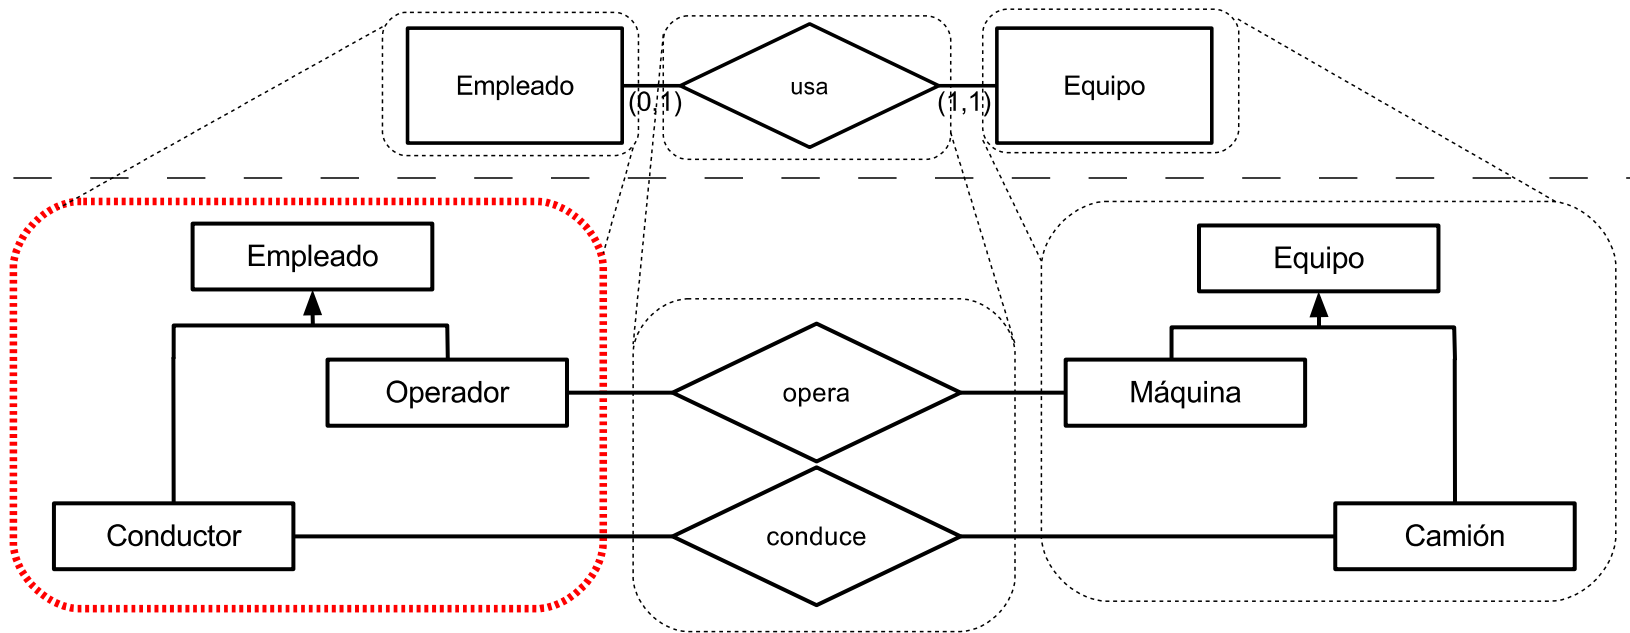 Empleado
usa
Equipo
(0,1)
(1,1)
Empleado
Equipo
Operador
opera
Máquina
Conductor
conduce
Camión